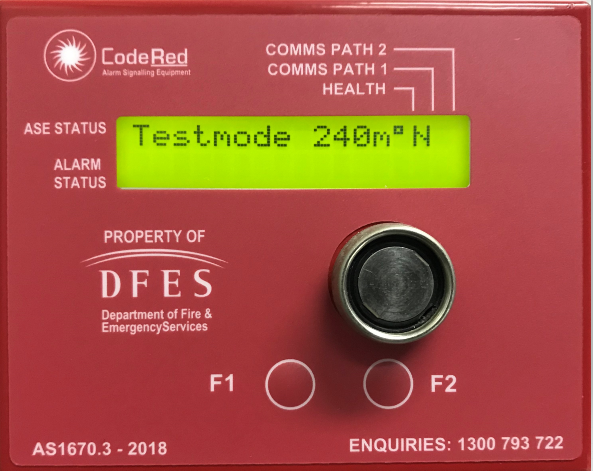 CodeRed
Alarm Signalling Equipment
COMMS PATH 2
COMMS PATH 1
HEALTH
ASE STATUS
Testmode 240m°N
ALARM
STATUS
PROPERTY OF
DFES
Department of Fire &
EmergencyServices
F1
F2
AS1670.3 - 2018
ENQUIRIES: 1300 793 722